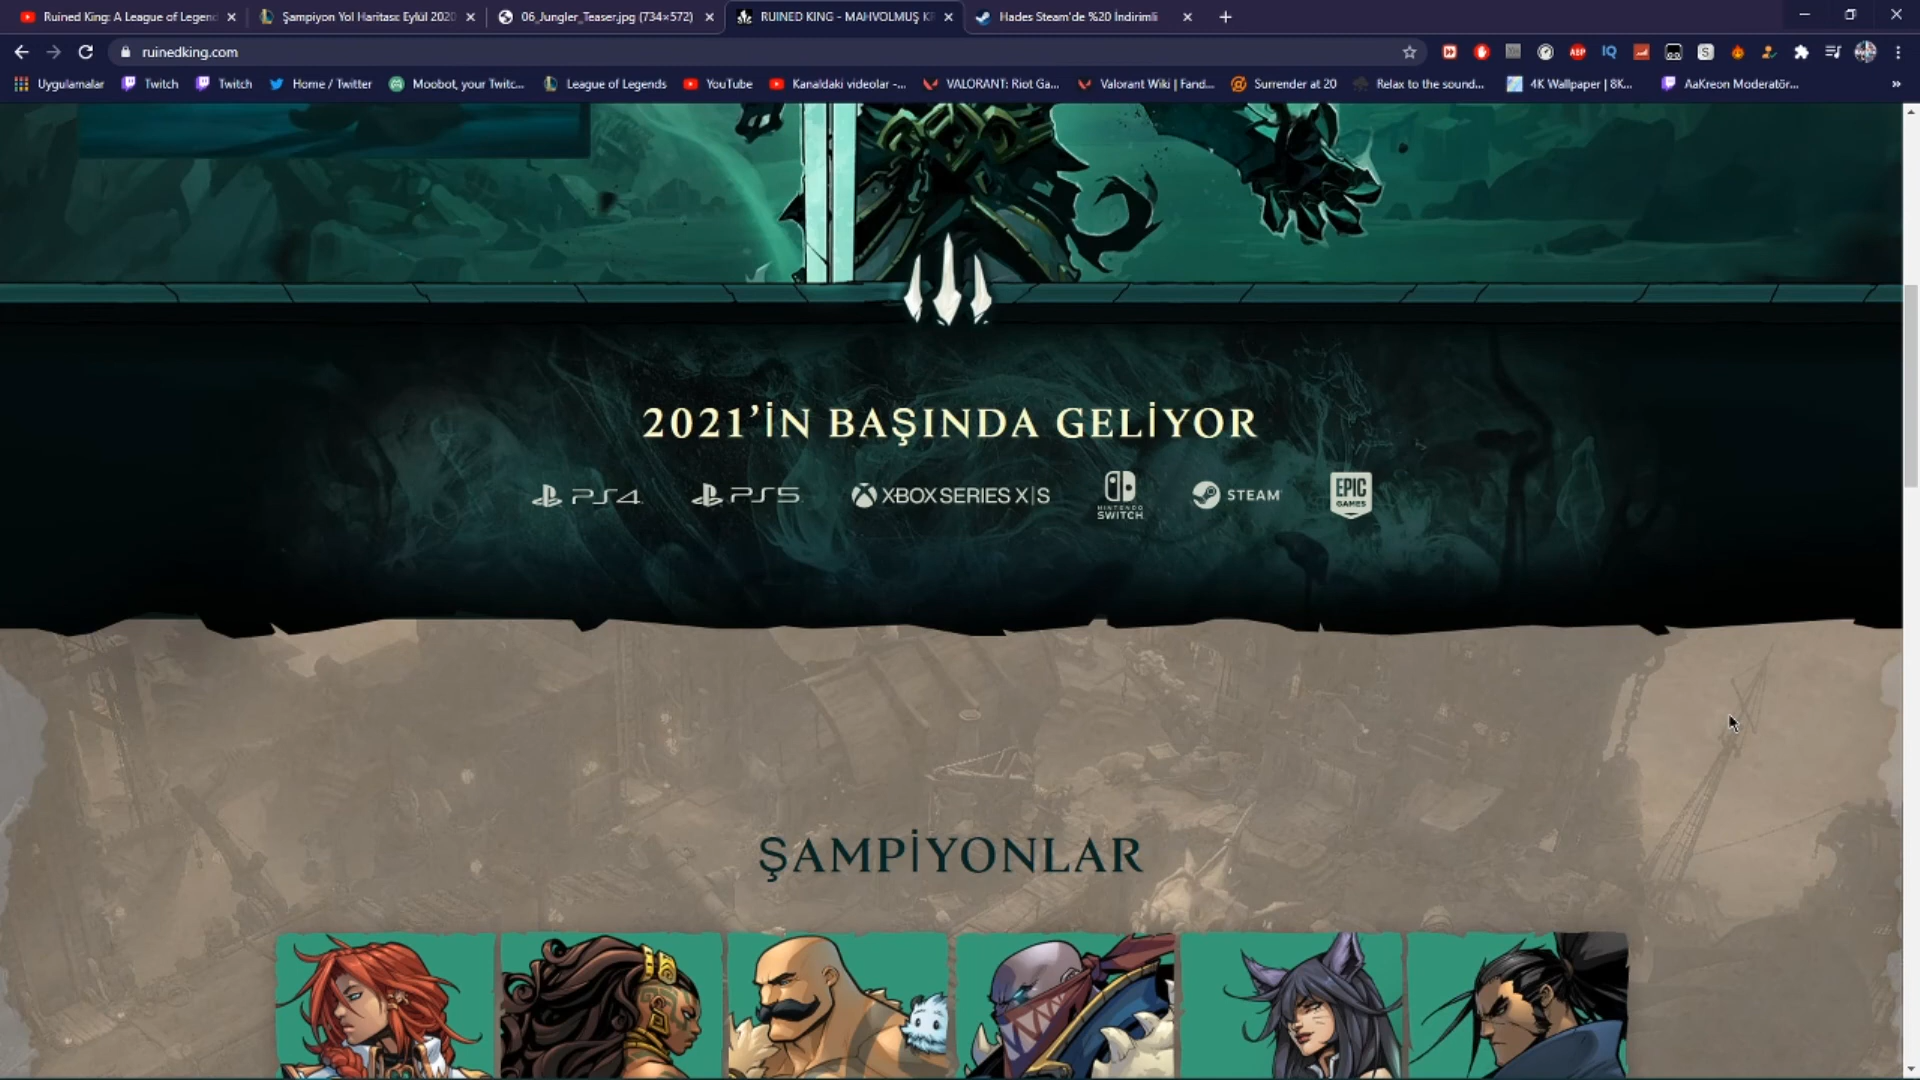 Ruined King: A League of Legen
Şampiyon Yol Haritası: Eylül 2020
06_Jungler_Teaser.jpg (734×572)
RUINED KING - MAHVOLMUŞ K
Hades Steam'de %20 İndirimli
ruinedking.com
ABP
IQ
S
Uygulamalar
Twitch
Twitch
Home / Twitter
Moobot, your Twitc...
League of Legends
YouTube
Kanaldaki videolar -...
VALORANT: Riot Ga...
Valorant Wiki | Fand...
Surrender at 20
Relax to the sound...
4K Wallpaper | 8K...
AaKreon Moderatör...
2021'İN BAŞINDA GELİYOR
PS4
PS5
XBOX SERIES X|S
NINTENDO
SWITCH
STEAM
EPIC
GAMES
ŞAMPİYONLAR